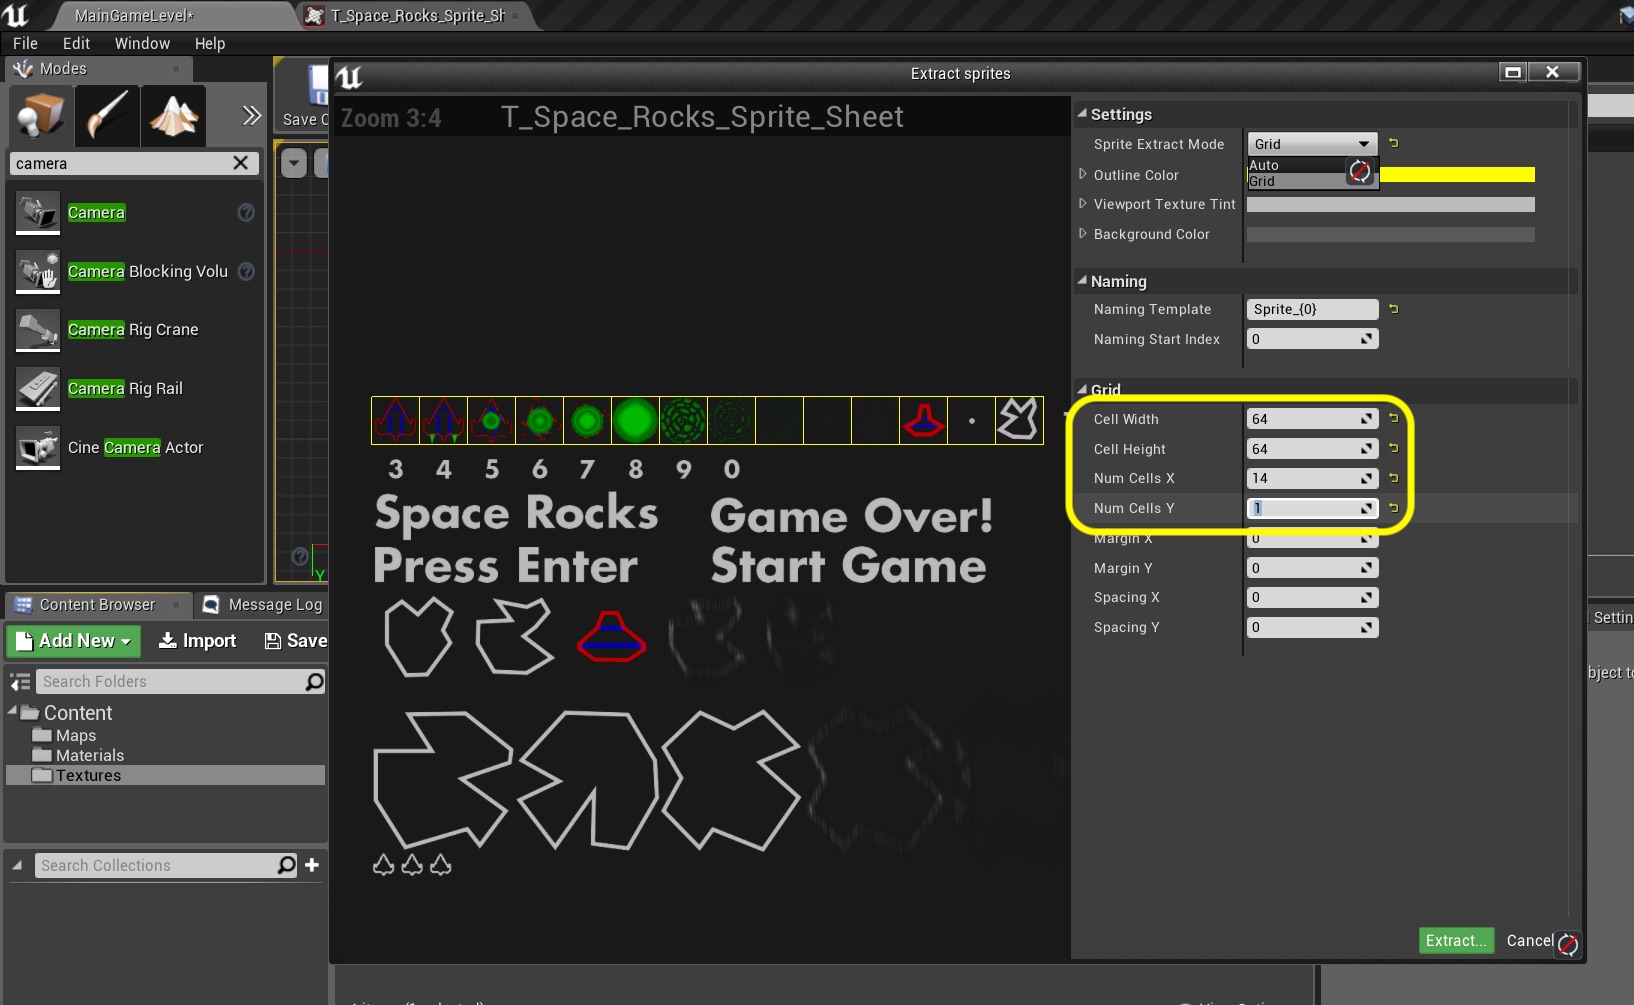 MainGameLevel*
T_Space_Rocks_Sprite_Sh
File Edit Window Help
Modes
Extract sprites
Save C
camera
Camera
Camera Blocking Volu
Camera Rig Crane
Camera Rig Rail
Cine Camera Actor
Y
Content Browser
Message Log
Add New
Import
Save
Search Folders
Content
Maps
Materials
Textures
Search Collections
Zoom 3:4
T_Space_Rocks_Sprite_Sheet
3 4 5 6 7 8 9 0
Space Rocks Game Over!
Press Enter Start Game
Settings
Sprite Extract Mode Grid
Auto
Grid
Outline Color
Viewport Texture Tint
Background Color
Naming
Naming Template Sprite_{0}
Naming Start Index 0
Grid
Cell Width 64
Cell Height 64
Num Cells X 14
Num Cells Y 1
Margin X 0
Margin Y 0
Spacing X 0
Spacing Y 0
Extract... Cancel
Settin
bject to